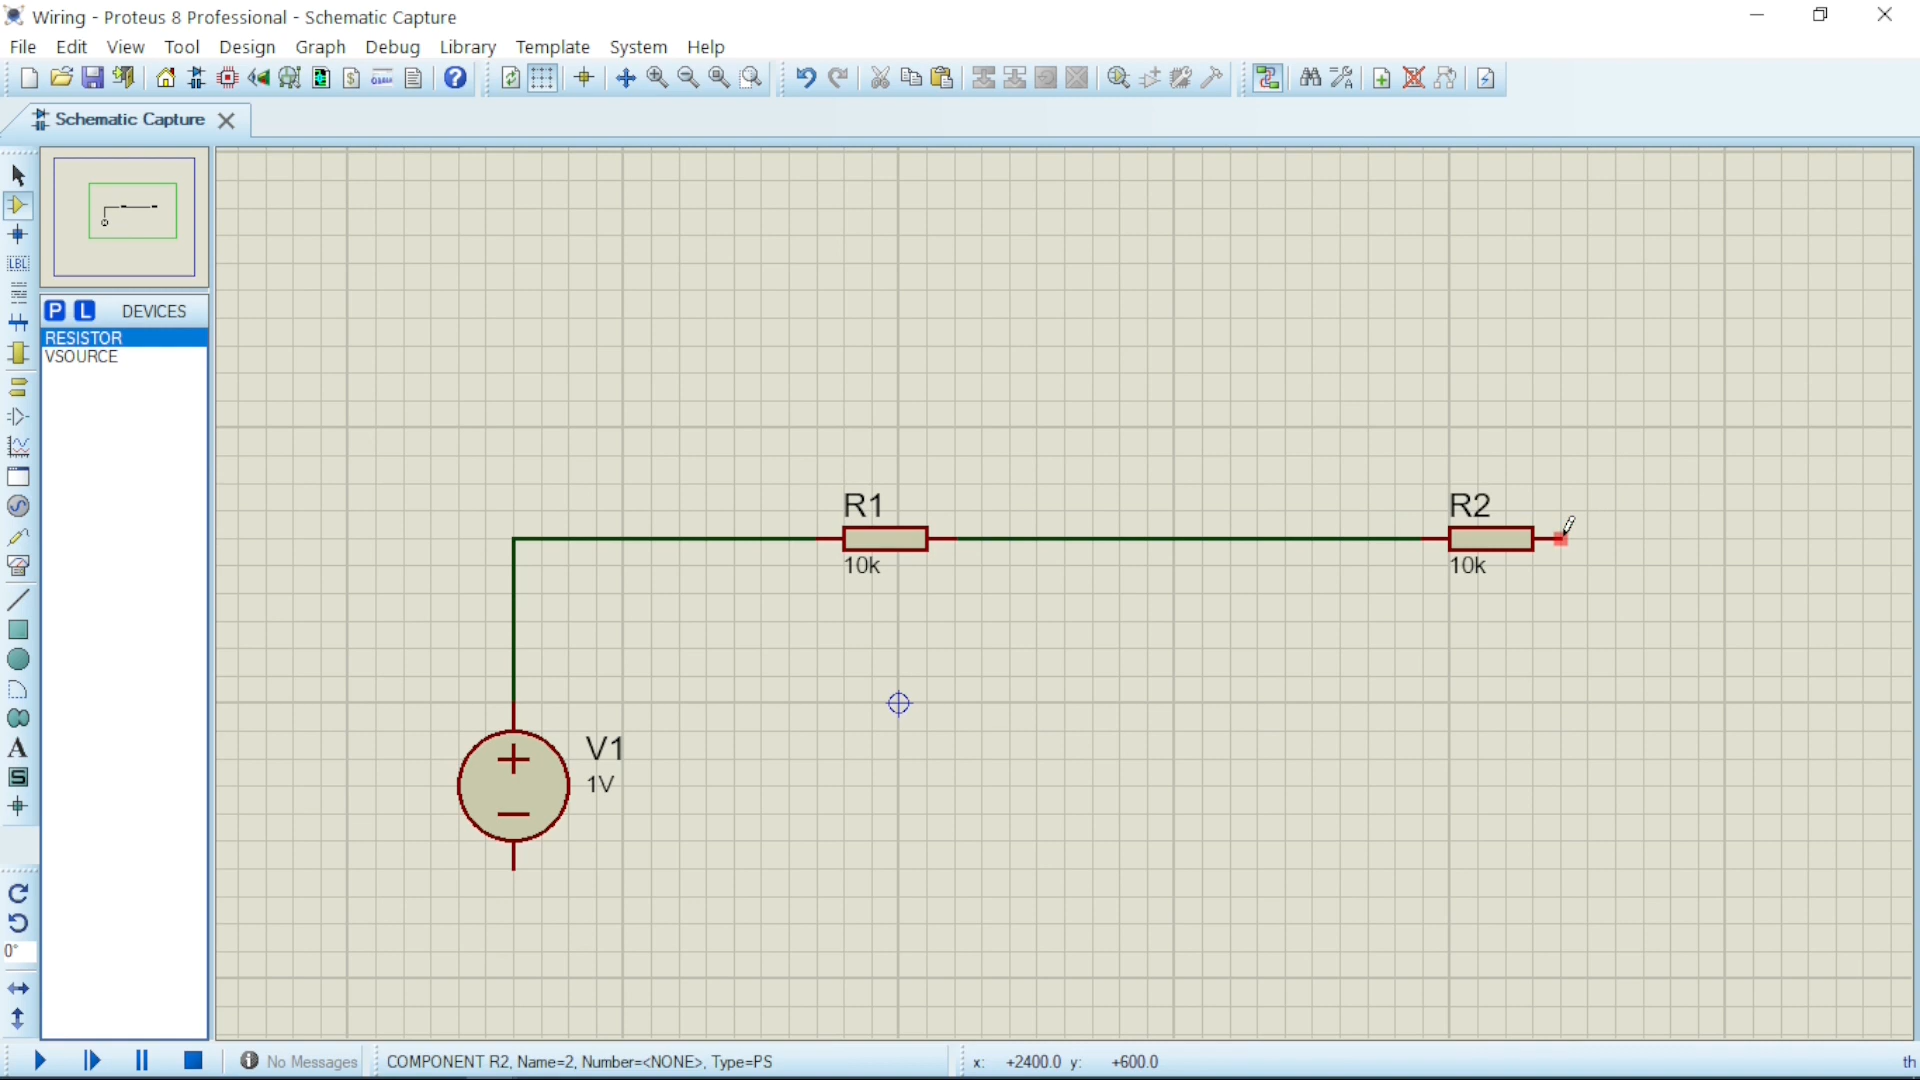 Wiring - Proteus 8 Professional - Schematic Capture
File Edit View Tool Design Graph Debug Library Template System Help
Schematic Capture
P L DEVICES
RESISTOR
VSOURCE
LBL
A
S
0°
R1
10k
R2
10k
V1
1V
No Messages
COMPONENT R2, Name=2, Number=<NONE>, Type=PS
x: +2400.0 y: +600.0
th